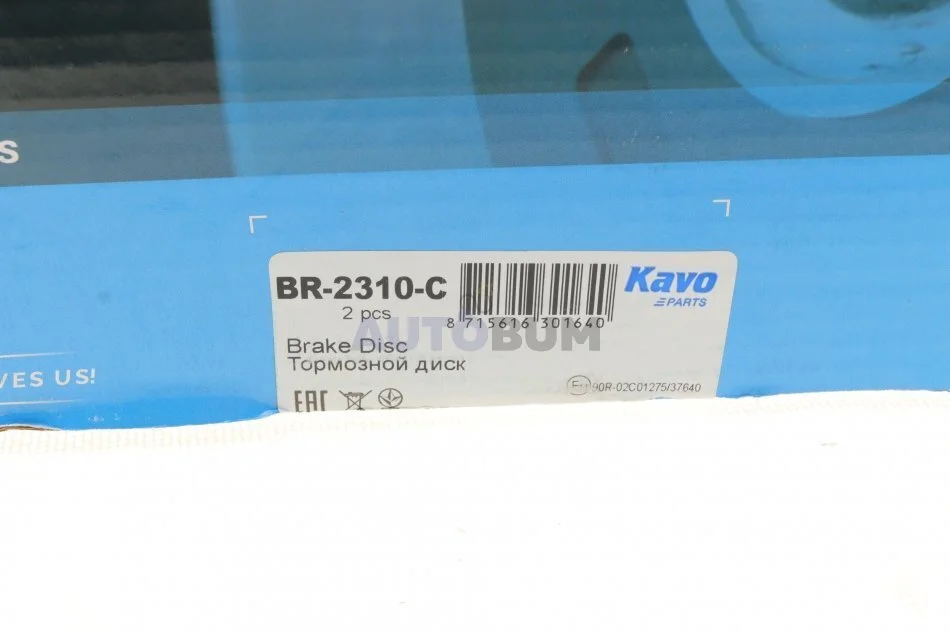 S
BR-2310-C
2 pcs
8 715616 301640
Kavo
PARTS
AUTOBUM
Brake Disc
Тормозной диск
VES US!
EAC
90R-02C01275/37640